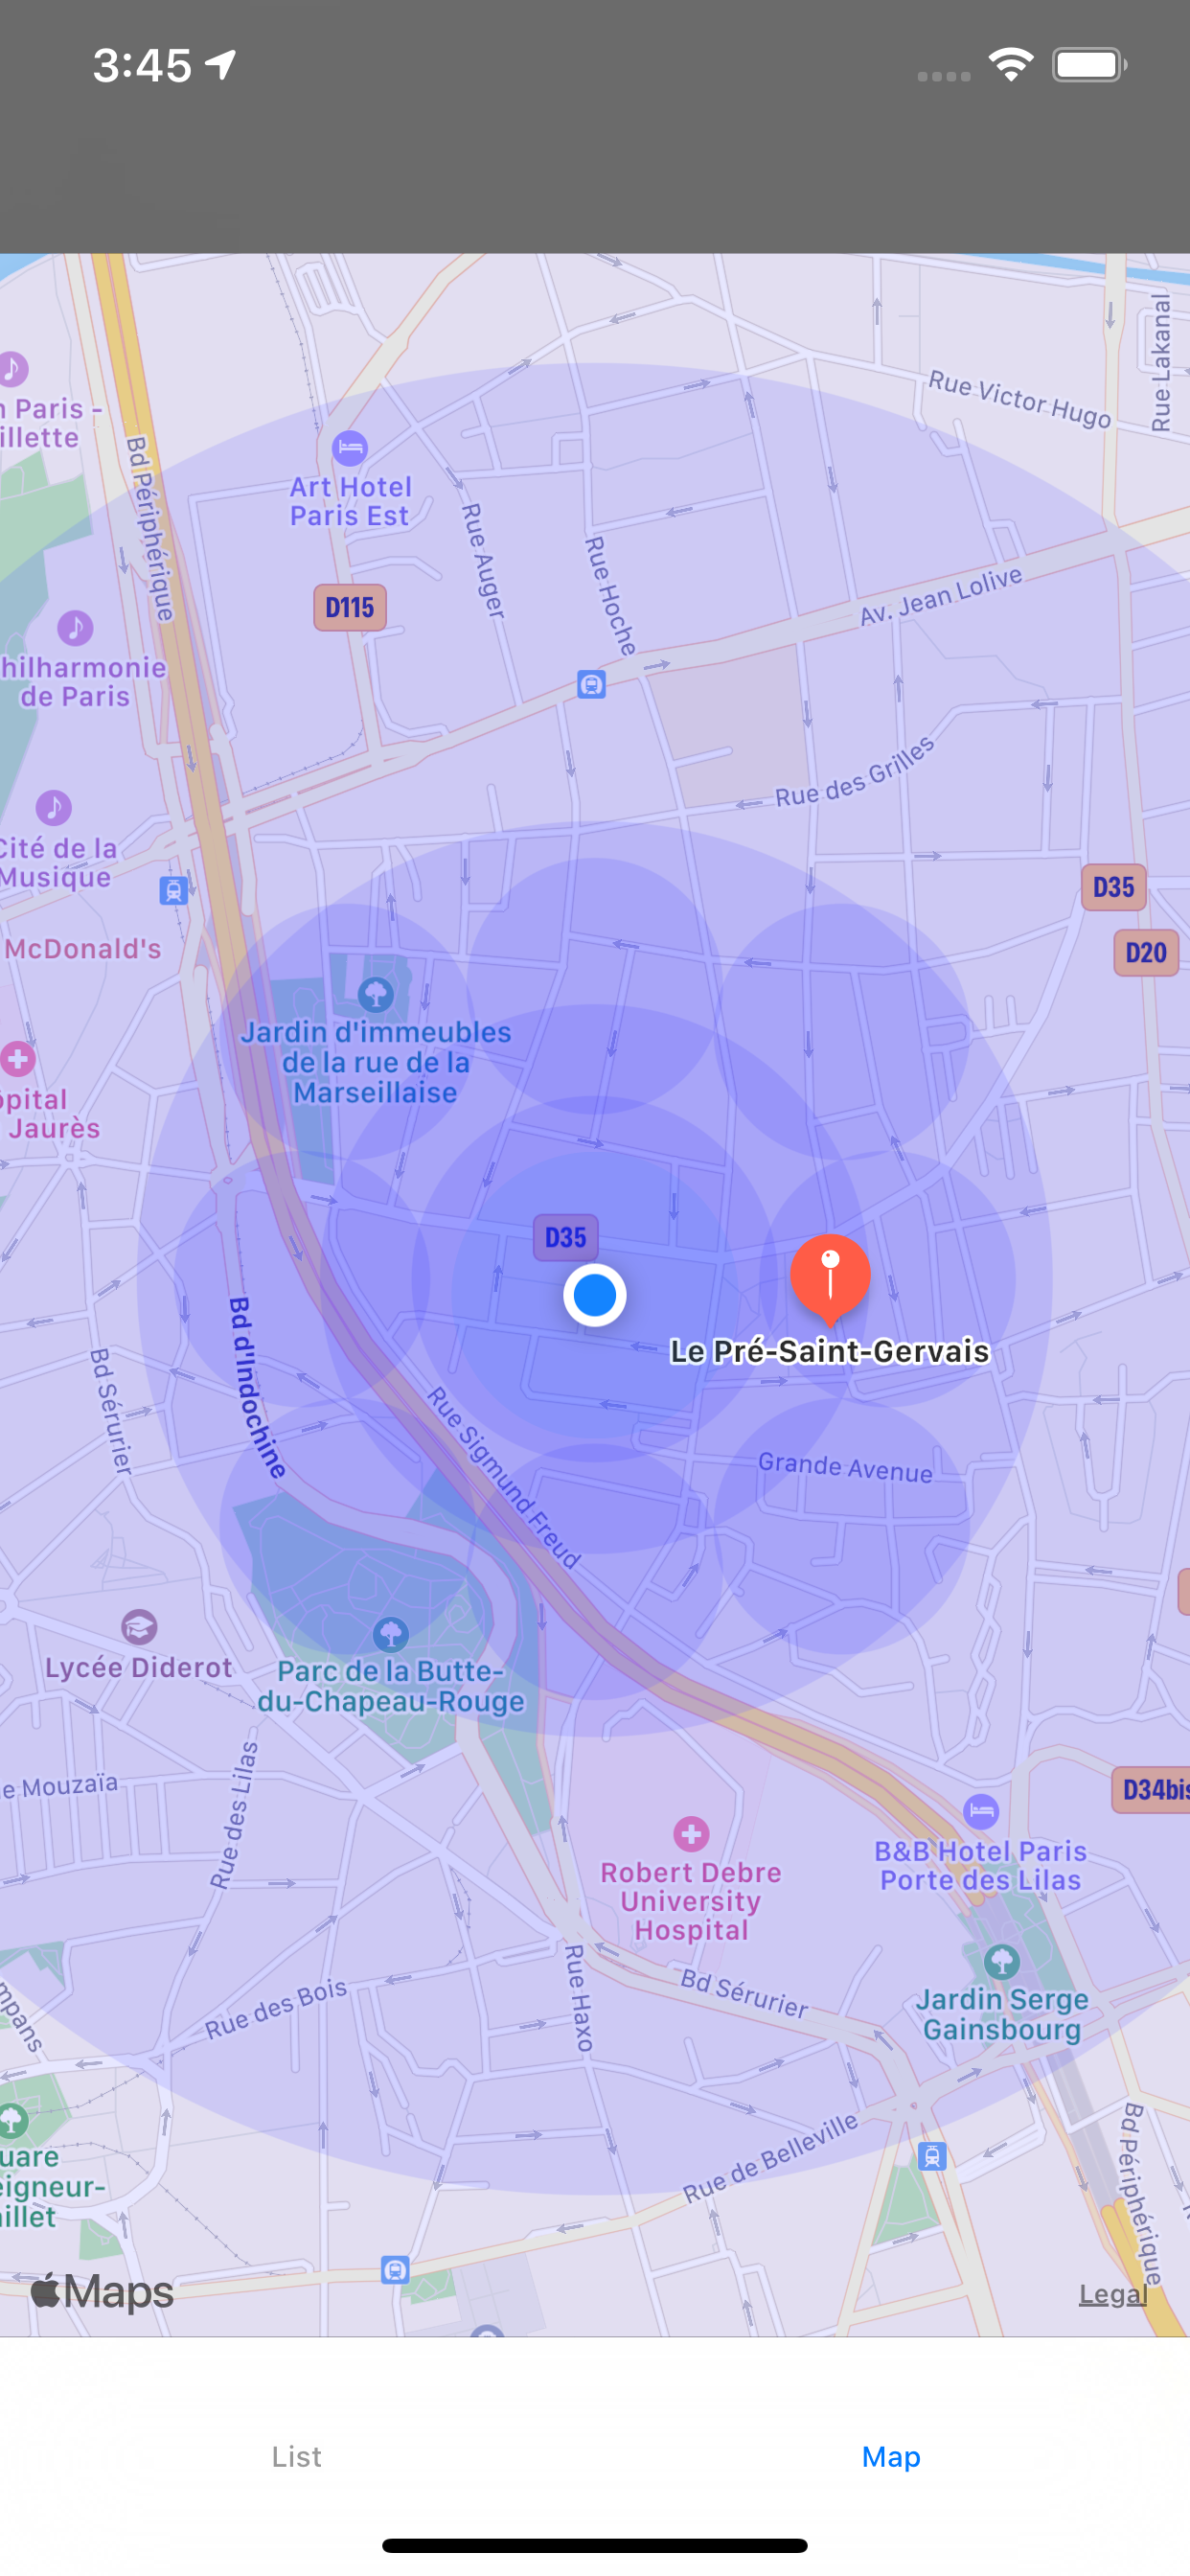 3:45
Rue Lakanal
Rue Victor Hugo
n Paris -
illette
Bd Périphérique
Art Hotel
Paris Est
Rue Auger
Rue Hoche
Av. Jean Lolive
D115
hilharmonie
de Paris
Rue des Grilles
Cité de la
Musique
D35
McDonald's
D20
Jardin d'immeubles
de la rue de la
Marseillaise
ôpital
Jaurès
D35
Le Pré-Saint-Gervais
Bd d'Indochine
Bd Sérurier
Rue Sigmund Freud
Grande Avenue
Lycée Diderot
Parc de la Butte-
du-Chapeau-Rouge
e Mouzaïa
Rue des Lilas
D34bis
B&B Hotel Paris
Porte des Lilas
Robert Debre
University
Hospital
Rue Haxo
Bd Sérurier
Rue des Bois
Jardin Serge
Gainsbourg
mpans
Rue de Belleville
Bd Périphérique
uare
eigneur-
illet
Maps
Legal
List
Map